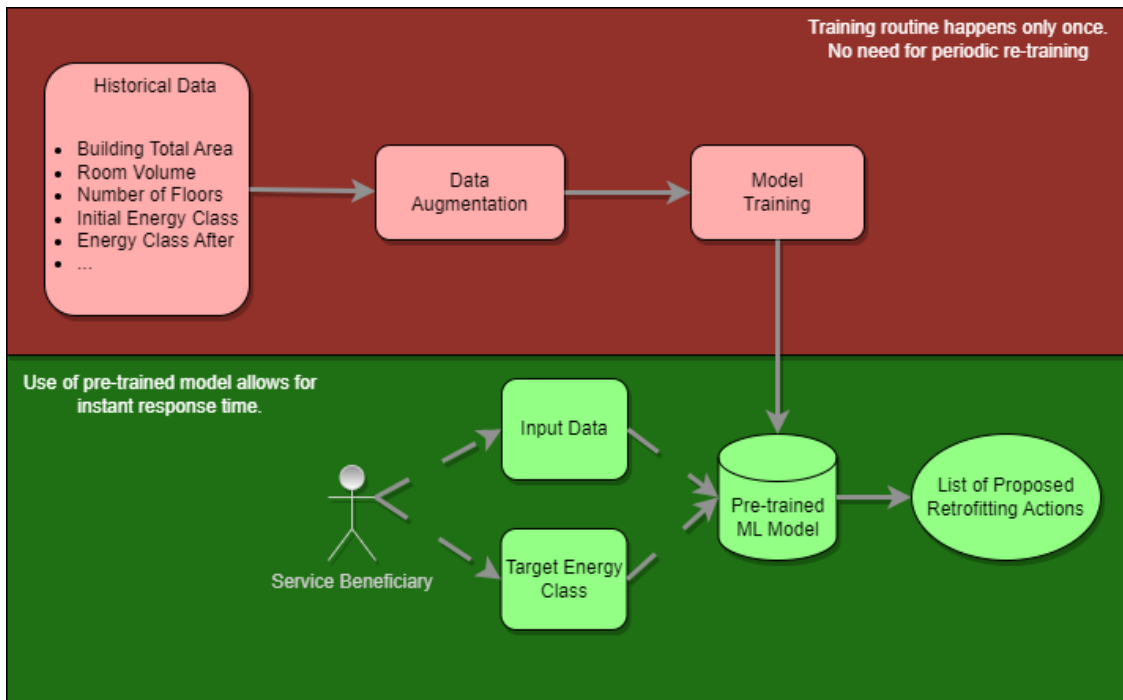 Training routine happens only once.
No need for periodic re-training
Historical Data
Building Total Area
Room Volume
Number of Floors
Initial Energy Class
Energy Class After
...
Data
Augmentation
Model
Training
Use of pre-trained model allows for
instant response time.
Input Data
Service Beneficiary
Target Energy
Class
Pre-trained
ML Model
List of Proposed
Retrofitting Actions